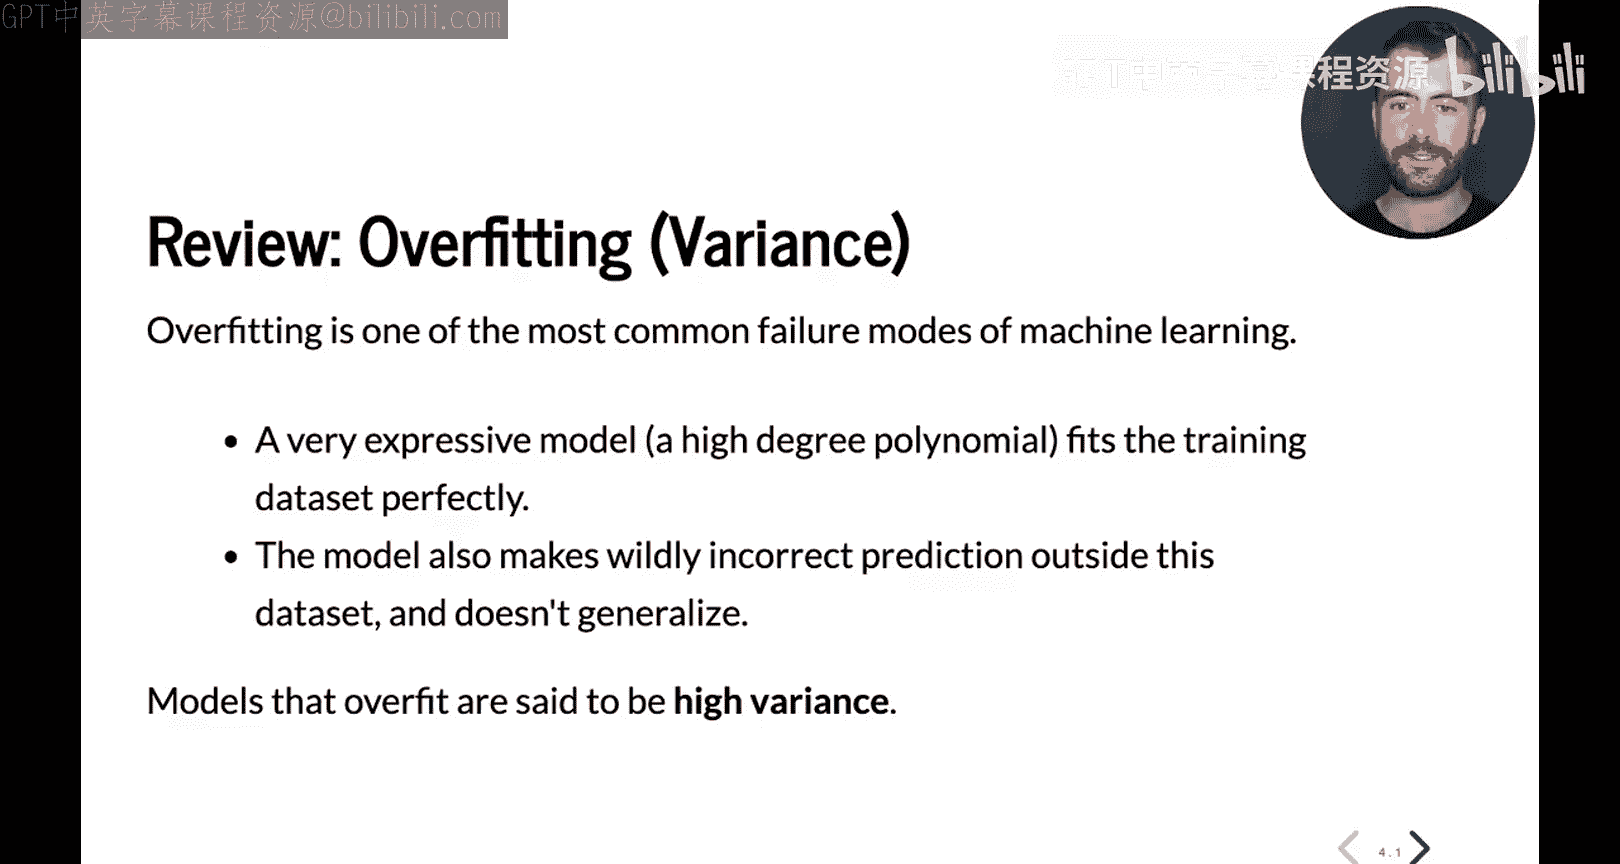 GPT中英字幕课程资源@bilibili.com
课程资源 bilibili
Review: Overfitting (Variance)
Overfitting is one of the most common failure modes of machine learning.
• A very expressive model (a high degree polynomial) fits the training
dataset perfectly.
• The model also makes wildly incorrect prediction outside this
dataset, and doesn't generalize.
Models that overfit are said to be high variance.
4.1